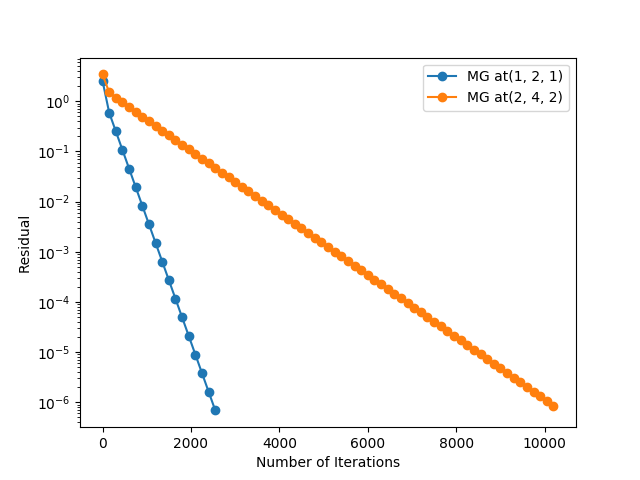 MG at(1, 2, 1)
MG at(2, 4, 2)
Residual
10⁰
10⁻¹
10⁻²
10⁻³
10⁻⁴
10⁻⁵
10⁻⁶
0 2000 4000 6000 8000 10000
Number of Iterations